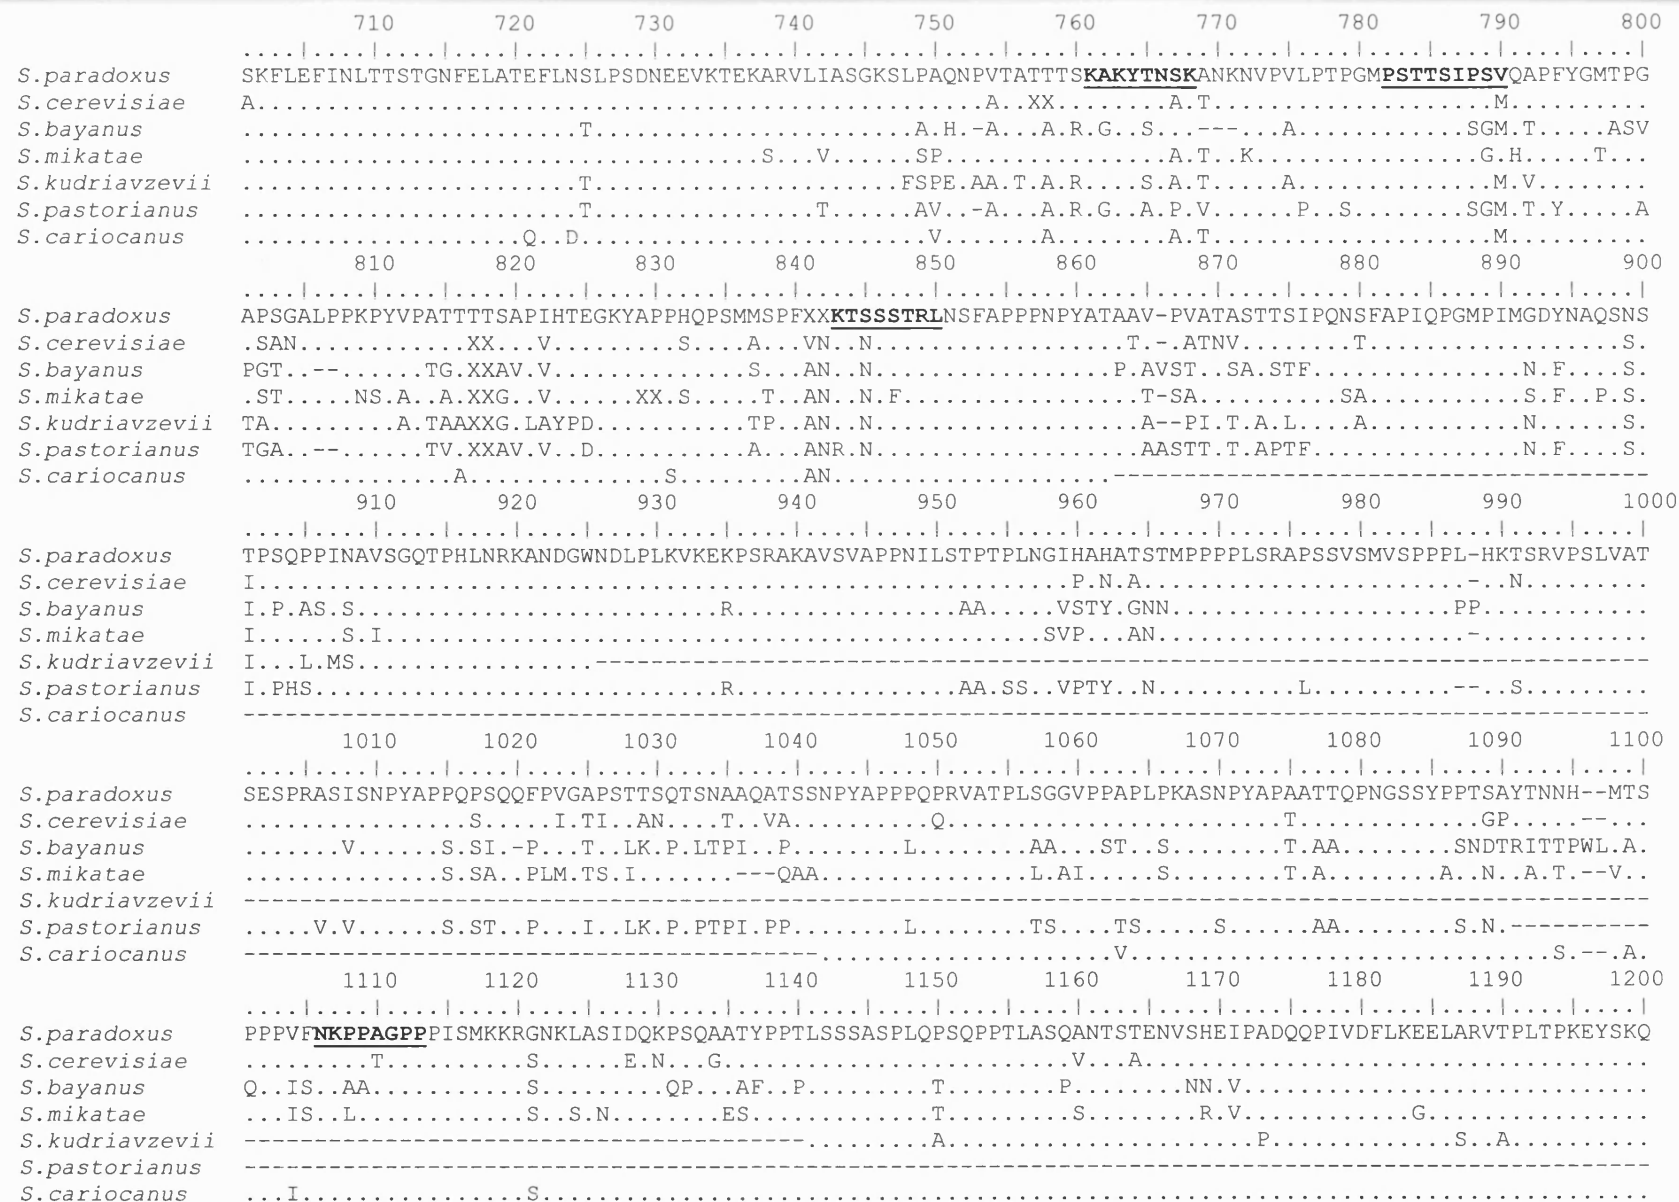 710 720 730 740 750 760 770 780 790 800
....|....|....|....|....|....|....|....|....|....|....|....|....|....|....|....|....|....|....|....|
S.paradoxus SKFLEFINLTTSTGNFELATEFLNSLPSDNEEVKTEKARVLIASGKSLPAQNPVTATTTSKAKYTNSKANKNVPVLPTPGMPSTTSIPSVQAPFYGMTPG
S.cerevisiae A....................................................A..XX........A.T....................M..........
S.bayanus ........................T.......................A.H.-A...A.R.G..S...---...A............SGM.T.....ASV
S.mikatae .....................................S...V......SP................A.T..K................G.H.....T...
S.kudriavzevii ........................T......................FSPE.AA.T.A.R....S.A.T.....A..............M.V........
S.pastorianus ........................T................T......AV..-A...A.R.G..A.P.V......P..S........SGM.T.Y.....A
S.cariocanus ....................Q..D.........................V.......A........A.T....................M..........
810 820 830 840 850 860 870 880 890 900
....|....|....|....|....|....|....|....|....|....|....|....|....|....|....|....|....|....|....|....|
S.paradoxus APSGALPPKPYVPATTTTSAPIHTEGKYAPPHQPSMMSPFXXKTSSSTRLNSFAPPPNPYATAAV-PVATASTTSIPQNSFAPIQPGMPIMGDYNAQSNS
S.cerevisiae .SAN............XX...V.........S....A...VN..N..................T.-.ATNV........T..................S.
S.bayanus PGT..--......TG.XXAV.V..............S...AN..N.................P.AVST..SA.STF...............N.F....S.
S.mikatae .ST.....NS.A..A.XXG..V......XX.S.....T..AN..N.F.................T-SA..........SA...........S.F..P.S.
S.kudriavzevii TA.........A.TAAXXG.LAYPD...........TP..AN..N...................A--PI.T.A.L....A...........N......S.
S.pastorianus TGA..--......TV.XXAV.V..D...........A...ANR.N...................AASTT.T.APTF...............N.F....S.
S.cariocanus ...............A..............S.........AN....................--------------------------------------
910 920 930 940 950 960 970 980 990 1000
....|....|....|....|....|....|....|....|....|....|....|....|....|....|....|....|....|....|....|....|
S.paradoxus TPSQPPINAVSGQTPHLNRKANDGWNDLPLKVKEKPSRAKAVSVAPPNILSTPTPLNGIHAHATSTMPPPPLSRAPSSVSMVSPPPL-HKTSRVPSLVAT
S.cerevisiae I..........................................................P.N.A.......................-..N.........
S.bayanus I.P.AS.S..........................R................AA.....VSTY.GNN....................PP............
S.mikatae I......S.I...............................................SVP...AN......................-............
S.kudriavzevii I...L.MS.................---------------------------------------------------------------------------
S.pastorianus I.PHS.............................R................AA.SS..VPTY..N..........L..........--..S.........
S.cariocanus ----------------------------------------------------------------------------------------------------
1010 1020 1030 1040 1050 1060 1070 1080 1090 1100
....|....|....|....|....|....|....|....|....|....|....|....|....|....|....|....|....|....|....|....|
S.paradoxus SESPRASISNPYAPPQPSQQFPVGAPSTTSQTSNAAQATSSNPYAPPPQPRVATPLSGGVPPAPLPKASNPYAPAATTQPNGSSYPPTSAYTNNH--MTS
S.cerevisiae ................S.....I.TI..AN....T..VA..........Q........................T.............GP.....--...
S.bayanus .......V......S.SI.-P...T..LK.P.LTPI..P........L........AA...ST..S........T.AA........SNDTRITTPWL.A.
S.mikatae ..............S.SA..PLM.TS.I.......---QAA...............L.AI.....S........T.A........A..N..A.T.--V..
S.kudriavzevii ----------------------------------------------------------------------------------------------------
S.pastorianus .....V.V......S.ST..P...I..LK.P.PTPI.PP........L........TS....TS.....S......AA........S.N.----------
S.cariocanus -----------------------------------------.....................V..............................S.--.A.
1110 1120 1130 1140 1150 1160 1170 1180 1190 1200
....|....|....|....|....|....|....|....|....|....|....|....|....|....|....|....|....|....|....|....|
S.paradoxus PPPVFNKPPAGPPPISMKKRGNKLASIDQKPSQAATYPPTLSSSASPLQPSQPPTLASQANTSTENVSHEIPADQQPIVDFLKEELARVTPLTPKEYSKQ
S.cerevisiae .........T..........S......E.N...G.........................V...A....................................
S.bayanus Q..IS..AA...........S.........QP...AF..P.........T........P........NN.V.............................
S.mikatae ...IS..L............S..S.N........ES.............T.........S........R.V............G................
S.kudriavzevii ----------------------------------------.........A......................P.............S..A..........
S.pastorianus ----------------------------------------------------------------------------------------------------
S.cariocanus ...I................S...............................................................................